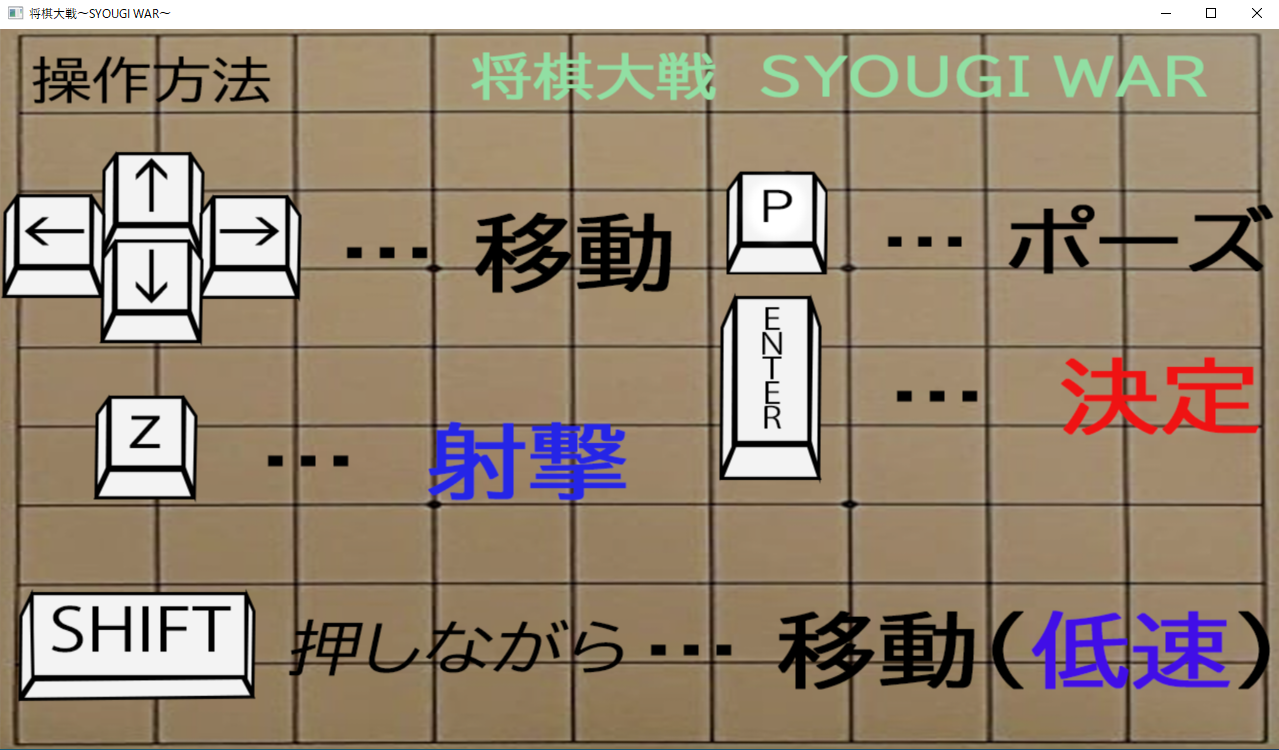 将棋大戦～SYOUGI WAR～
操作方法
将棋大戦 SYOUGI WAR
↑
← →
↓
… 移動
P … ポーズ
ENTER … 決定
Z … 射撃
SHIFT 押しながら … 移動(低速)